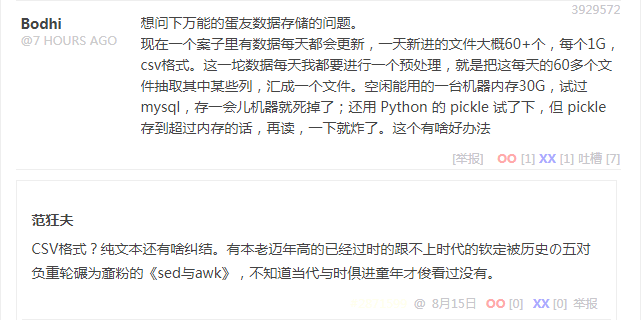 3929572
Bodhi
@7 HOURS AGO
想问下万能的蛋友数据存储的问题。
现在一个案子里有数据每天都会更新，一天新进的文件大概60+个，每个1G，
csv格式。这一坨数据每天我都要进行一个预处理，就是把这每天的60多个文
件抽取其中某些列，汇成一个文件。空闲能用的一台机器内存30G，试过
mysql，存一会儿机器就死掉了；还用 Python 的 pickle 试了下，但 pickle
存到超过内存的话，再读，一下就炸了。这个有啥好办法
[举报] OO [1] XX [1] 吐槽 [7]
范狂夫
CSV格式？纯文本还有啥纠结。有本老迈年高的已经过时的跟不上时代的钦定被历史の五对
负重轮碾为齑粉的《sed与awk》，不知道当代与时俱进童年才俊看过没有。
@ 8月15日 OO [0] XX [0] 举报